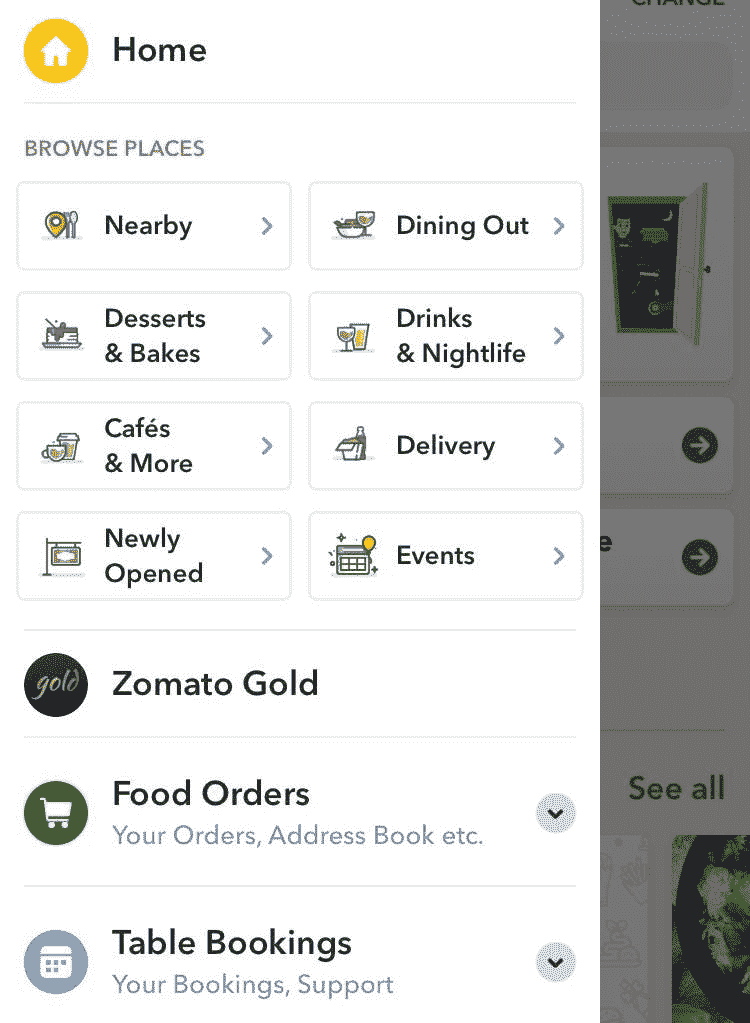 CHANGE
Home
BROWSE PLACES
Nearby
Dining Out
Desserts
& Bakes
Drinks
& Nightlife
Cafés
& More
Delivery
Newly
Opened
e
Events
gold
Zomato Gold
Food Orders
Your Orders, Address Book etc.
See all
Table Bookings
Your Bookings, Support